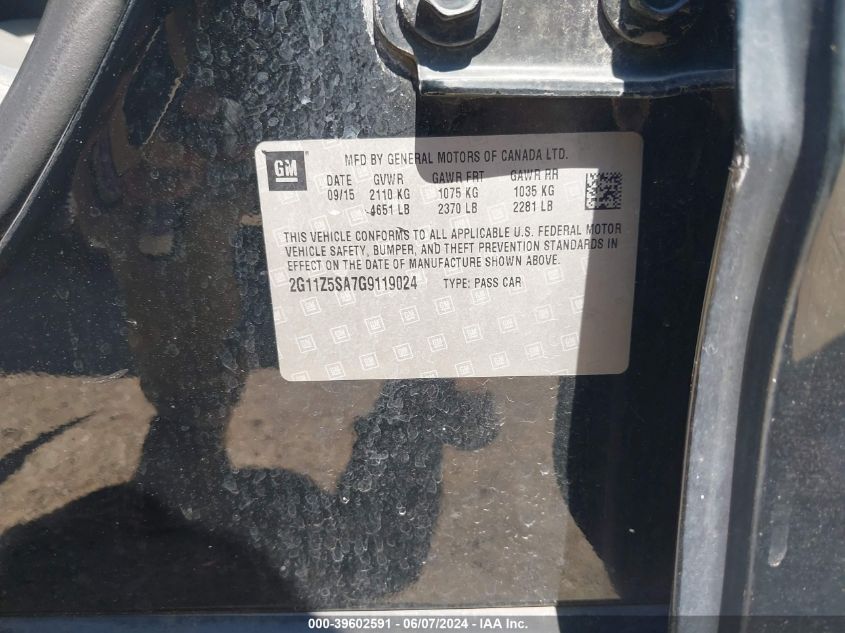 GM
MFD BY GENERAL MOTORS OF CANADA LTD.
DATE GVWR GAWR FRT GAWR RR
09/15 2110 KG 1075 KG 1035 KG
4651 LB 2370 LB 2281 LB
THIS VEHICLE CONFORMS TO ALL APPLICABLE U.S. FEDERAL MOTOR
VEHICLE SAFETY, BUMPER, AND THEFT PREVENTION STANDARDS IN
EFFECT ON THE DATE OF MANUFACTURE SHOWN ABOVE.
2G11Z5SA7G9119024 TYPE: PASS CAR
000-39602591 - 06/07/2024 - IAAI.com